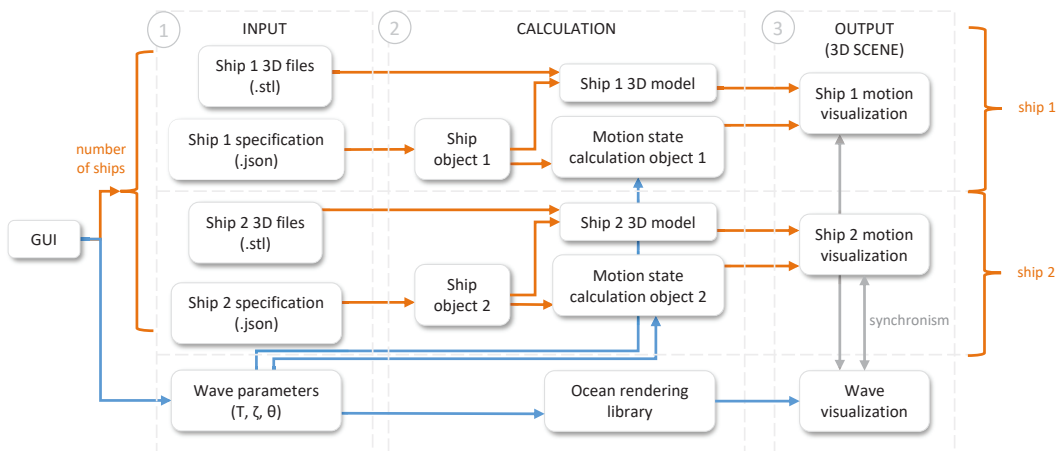 1
INPUT
2
CALCULATION
3
OUTPUT
(3D SCENE)
Ship 1 3D files
(.stl)
Ship 1 3D model
Ship 1 motion
visualization
ship 1
number
of ships
Ship 1 specification
(.json)
Ship
object 1
Motion state
calculation object 1
GUI
Ship 2 3D files
(.stl)
Ship 2 3D model
Ship 2 motion
visualization
ship 2
Ship 2 specification
(.json)
Ship
object 2
Motion state
calculation object 2
synchronism
Wave parameters
(T, ζ, θ)
Ocean rendering
library
Wave
visualization